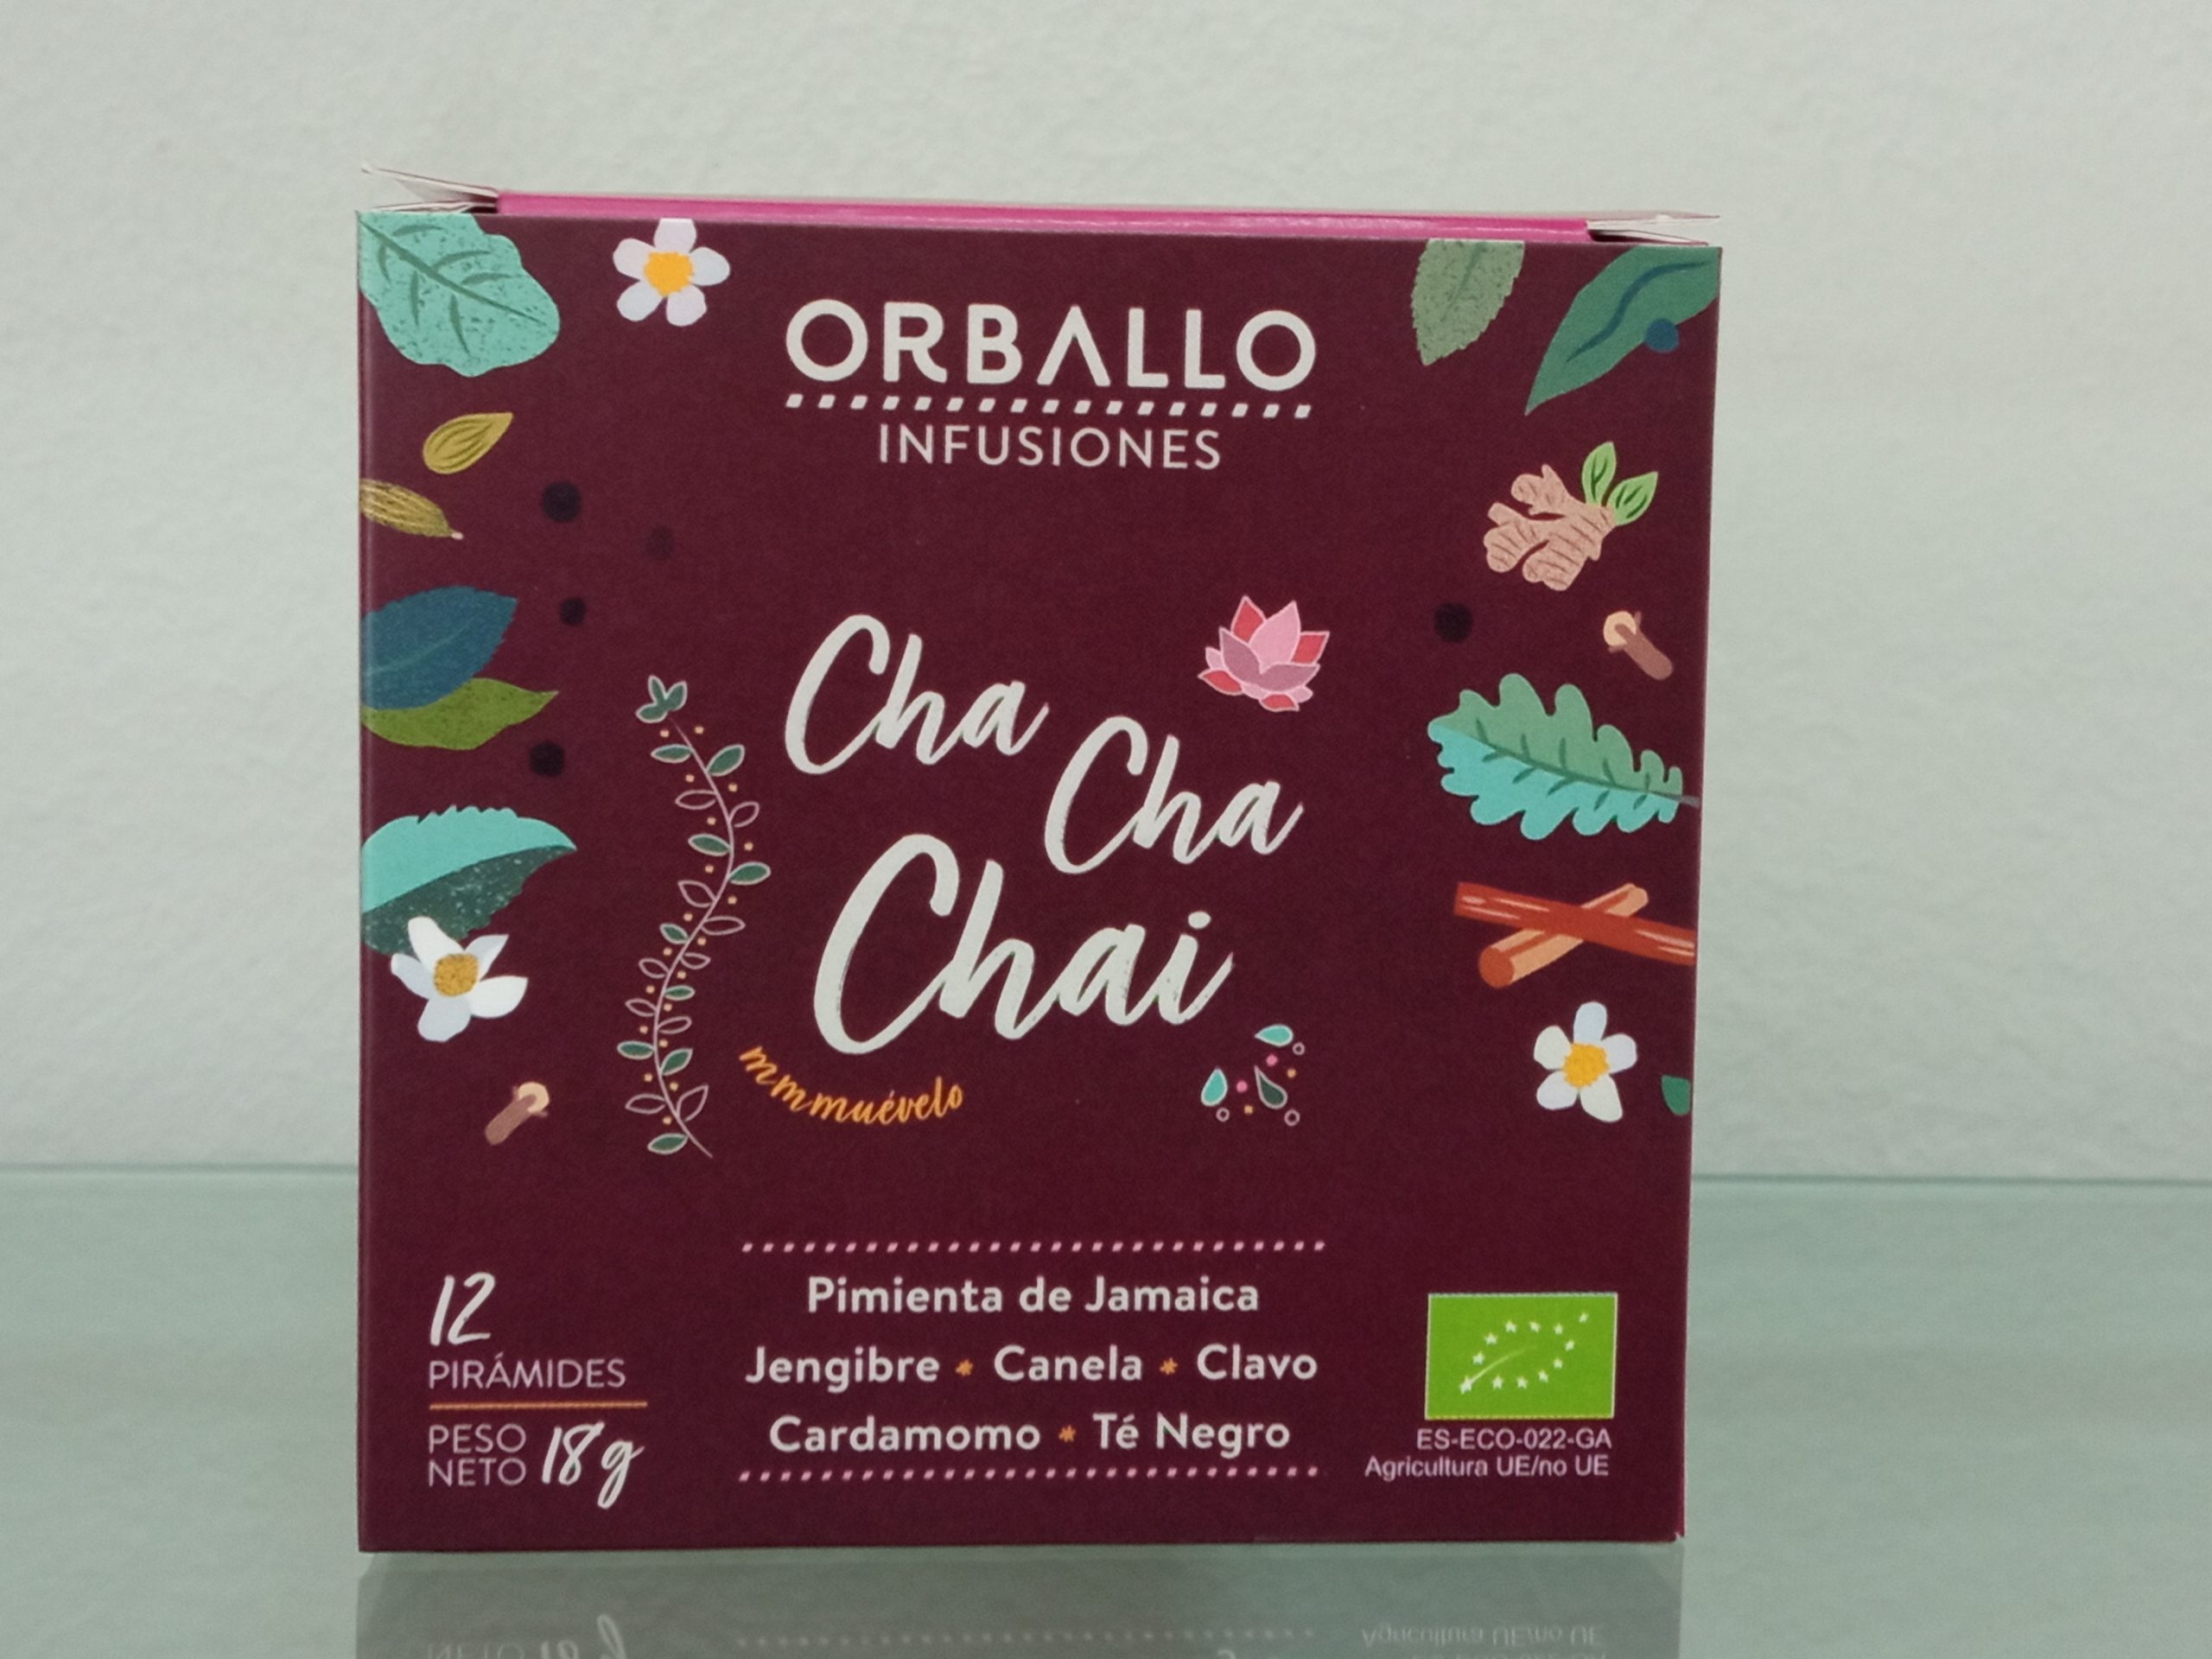 ORBALLO
INFUSIONES
Cha
Cha
Chai
mmmuévelo
12
PIRÁMIDES
PESO
NETO 18g
Pimienta de Jamaica
Jengibre * Canela * Clavo
Cardamomo * Té Negro
ES-ECO-022-GA
Agricultura UE/no UE